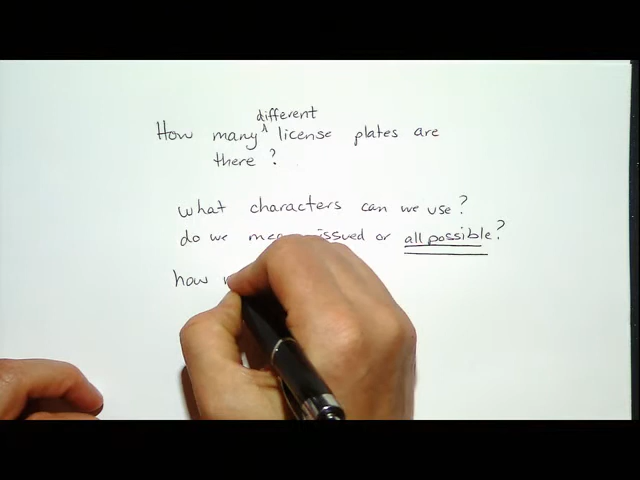 different
How many ^ license plates are
there ?
what characters can we use ?
do we issued or all possible ?
how